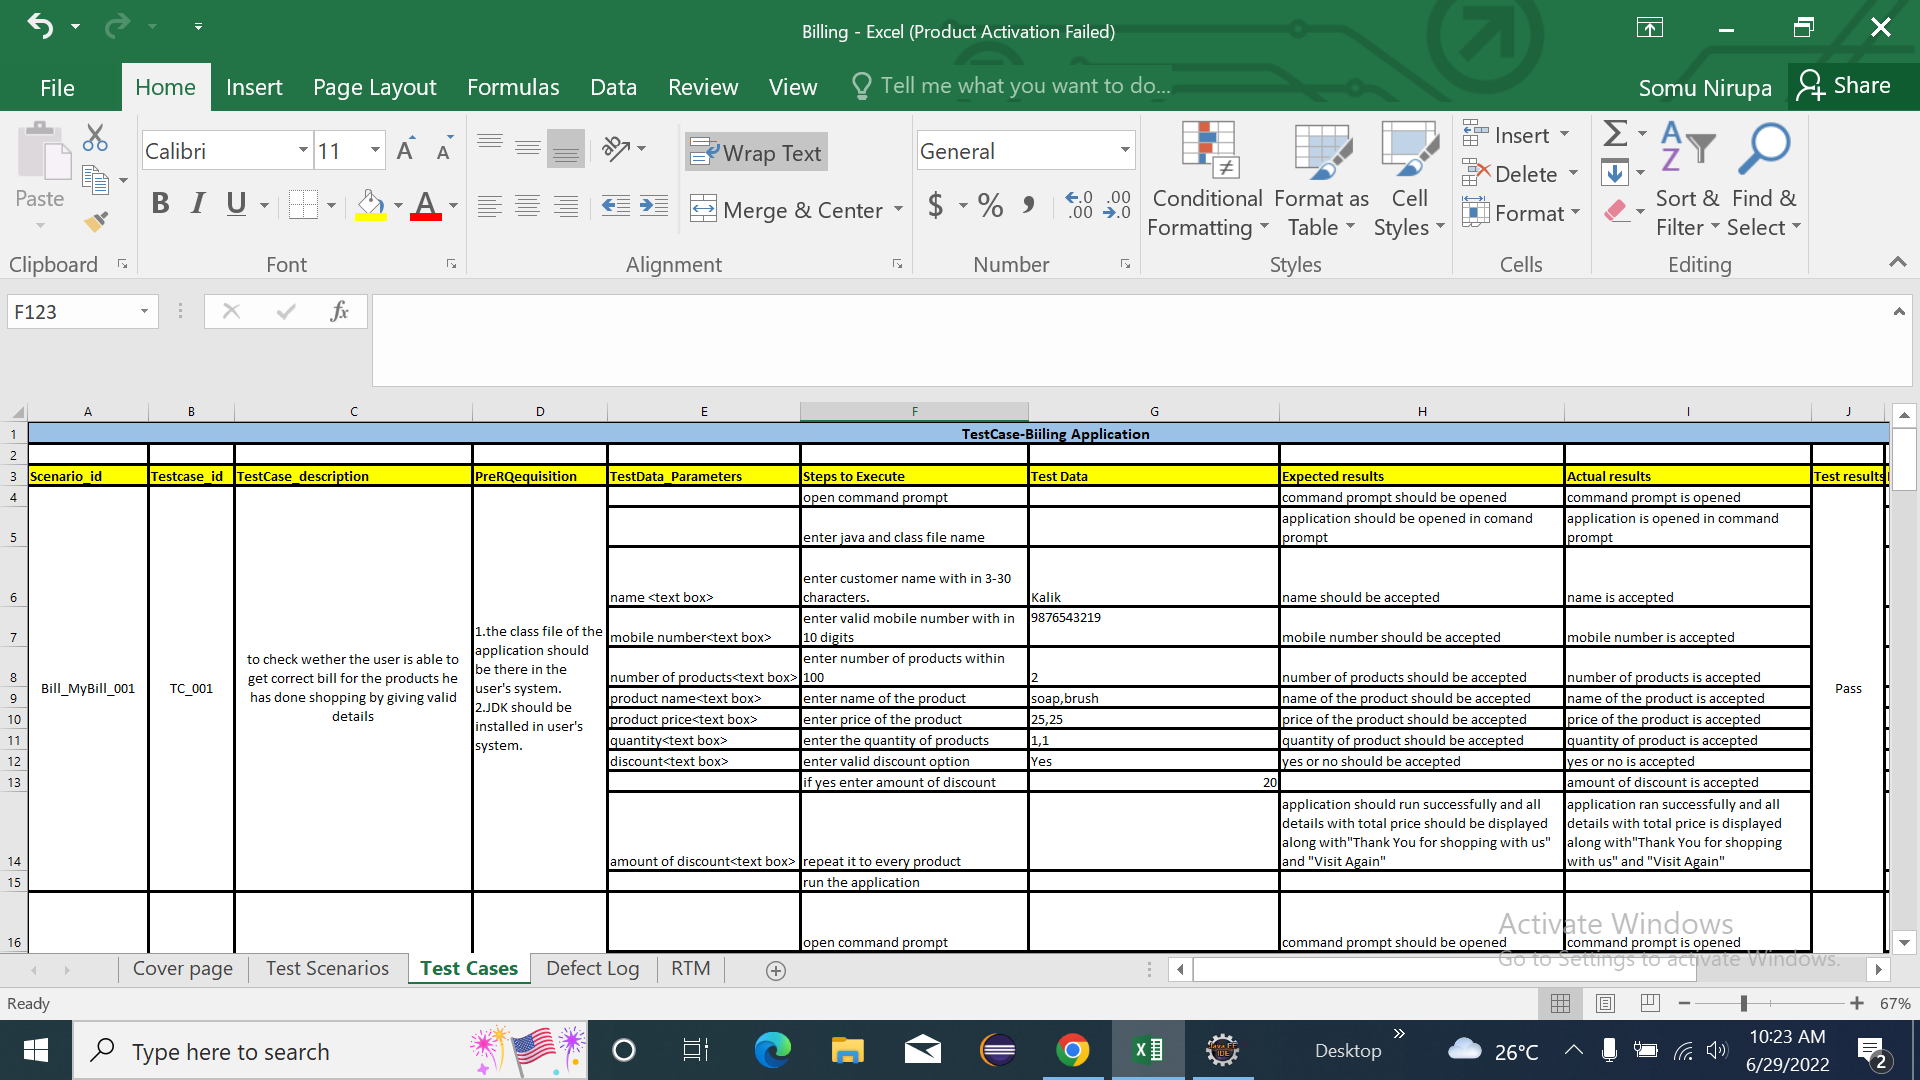 Billing - Excel (Product Activation Failed)
File Home Insert Page Layout Formulas Data Review View Tell me what you want to do... Somu Nirupa Share
Paste
Clipboard
Calibri 11
B I U
Font
Wrap Text
Merge & Center
Alignment
General
$ % ,
Number
Conditional Formatting
Format as Table
Cell Styles
Styles
Insert
Delete
Format
Cells
Sort & Filter
Find & Select
Editing
F123 fx
A B C D E F G H I J
1 TestCase-Biiling Application
2
3 Scenario_id Testcase_id TestCase_description PreRQequisition TestData_Parameters Steps to Execute Test Data Expected results Actual results Test results
Bill_MyBill_001
TC_001
to check wether the user is able to
get correct bill for the products he
has done shopping by giving valid
details
1.the class file of the
application should
be there in the
user's system.
2.JDK should be
installed in user's
system.
Pass
4 open command prompt command prompt should be opened command prompt is opened
5 enter java and class file name application should be opened in comand prompt application is opened in command prompt
6 name <text box> enter customer name with in 3-30 characters. Kalik name should be accepted name is accepted
7 mobile number<text box> enter valid mobile number with in 10 digits 9876543219 mobile number should be accepted mobile number is accepted
8 number of products<text box> enter number of products within 100 2 number of products should be accepted number of products is accepted
9 product name<text box> enter name of the product soap,brush name of the product should be accepted name of the product is accepted
10 product price<text box> enter price of the product 25,25 price of the product should be accepted price of the product is accepted
11 quantity<text box> enter the quantity of products 1,1 quantity of product should be accepted quantity of product is accepted
12 discount<text box> enter valid discount option Yes yes or no should be accepted yes or no is accepted
13 if yes enter amount of discount 20 amount of discount is accepted
14 amount of discount<text box> repeat it to every product application should run successfully and all details with total price should be displayed along with"Thank You for shopping with us" and "Visit Again" application ran successfully and all details with total price is displayed along with"Thank You for shopping with us" and "Visit Again"
15 run the application
16 open command prompt command prompt should be opened command prompt is opened
Activate Windows
Go to Settings to activate Windows.
Cover page Test Scenarios Test Cases Defect Log RTM
Ready 67%
Type here to search Desktop 26°C 10:23 AM
6/29/2022 2